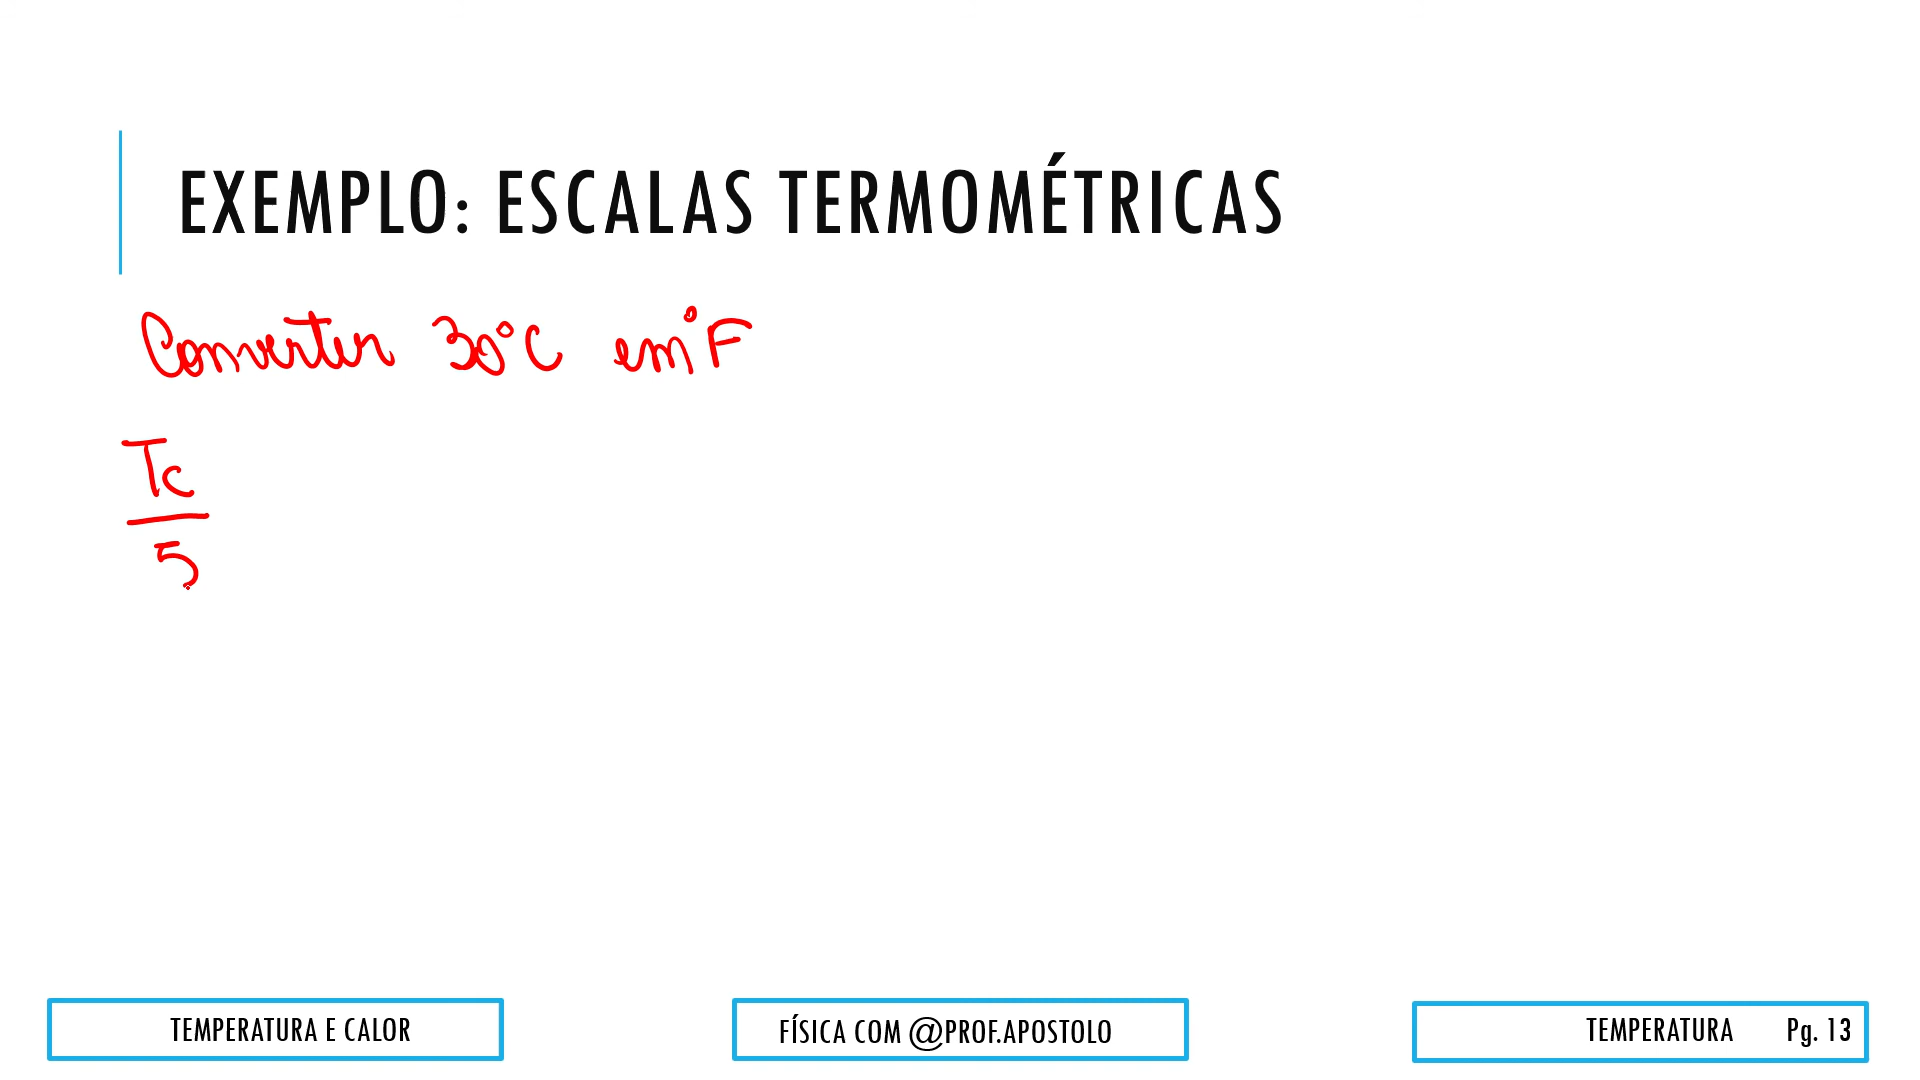 EXEMPLO: ESCALAS TERMOMÉTRICAS
Converter 30°C em °F
Tc
5
TEMPERATURA E CALOR
FÍSICA COM @PROF.APOSTOLO
TEMPERATURA Pg. 13